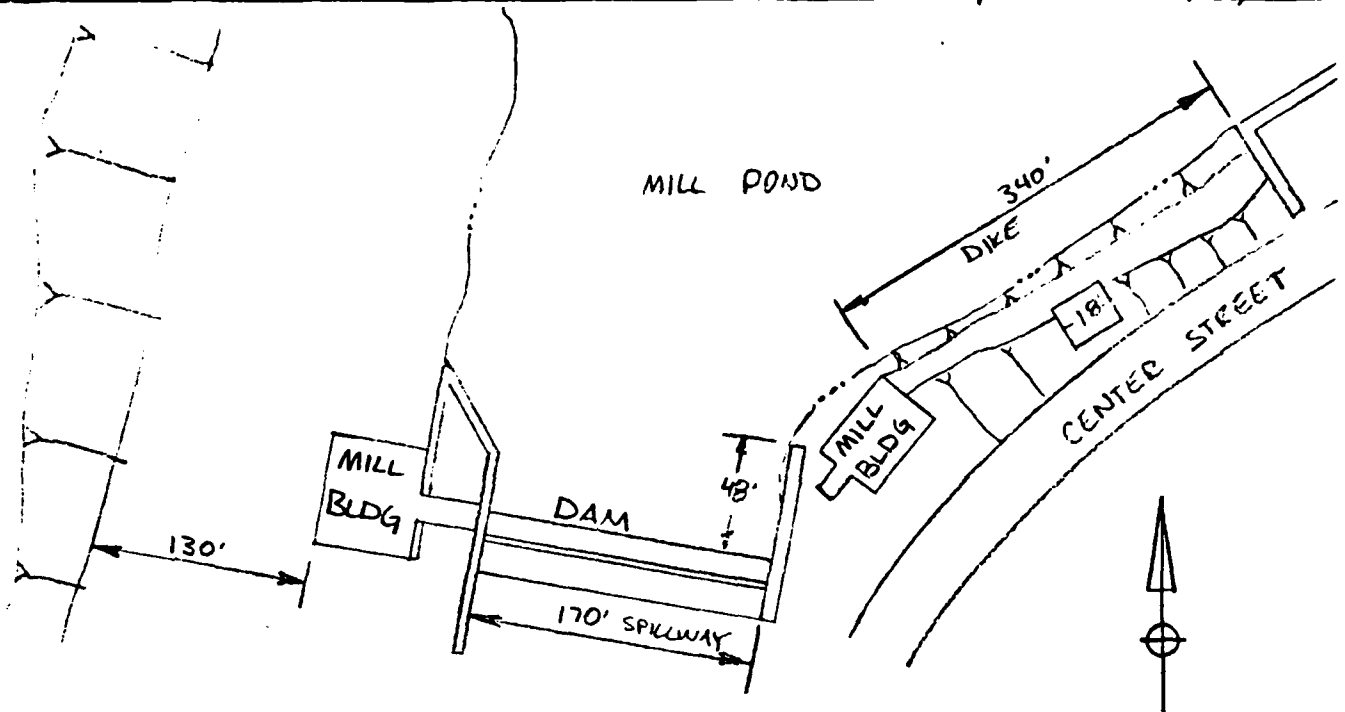 MILL POND
340'
DIKE
18
CENTER STREET
MILL
BLDG
MILL
BLDG
48'
DAM
130'
170' SPILLWAY